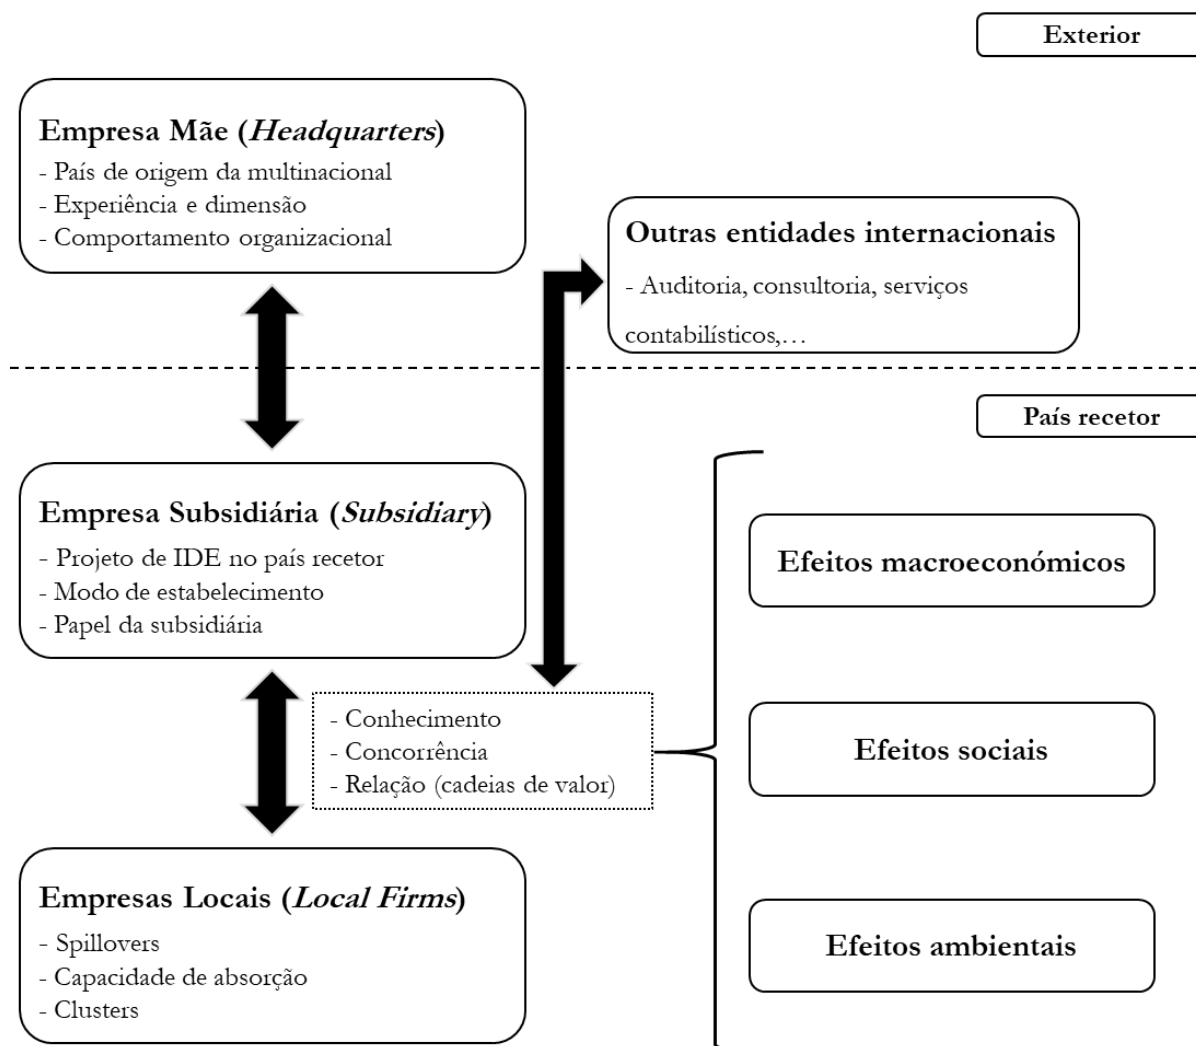 Exterior
Empresa Mãe (Headquarters)
- País de origem da multinacional
- Experiência e dimensão
- Comportamento organizacional
Outras entidades internacionais
- Auditoria, consultoria, serviços
contabilísticos,…
País recetor
Empresa Subsidiária (Subsidiary)
- Projeto de IDE no país recetor
- Modo de estabelecimento
- Papel da subsidiária
- Conhecimento
- Concorrência
- Relação (cadeias de valor)
Empresas Locais (Local Firms)
- Spillovers
- Capacidade de absorção
- Clusters
Efeitos macroeconómicos
Efeitos sociais
Efeitos ambientais